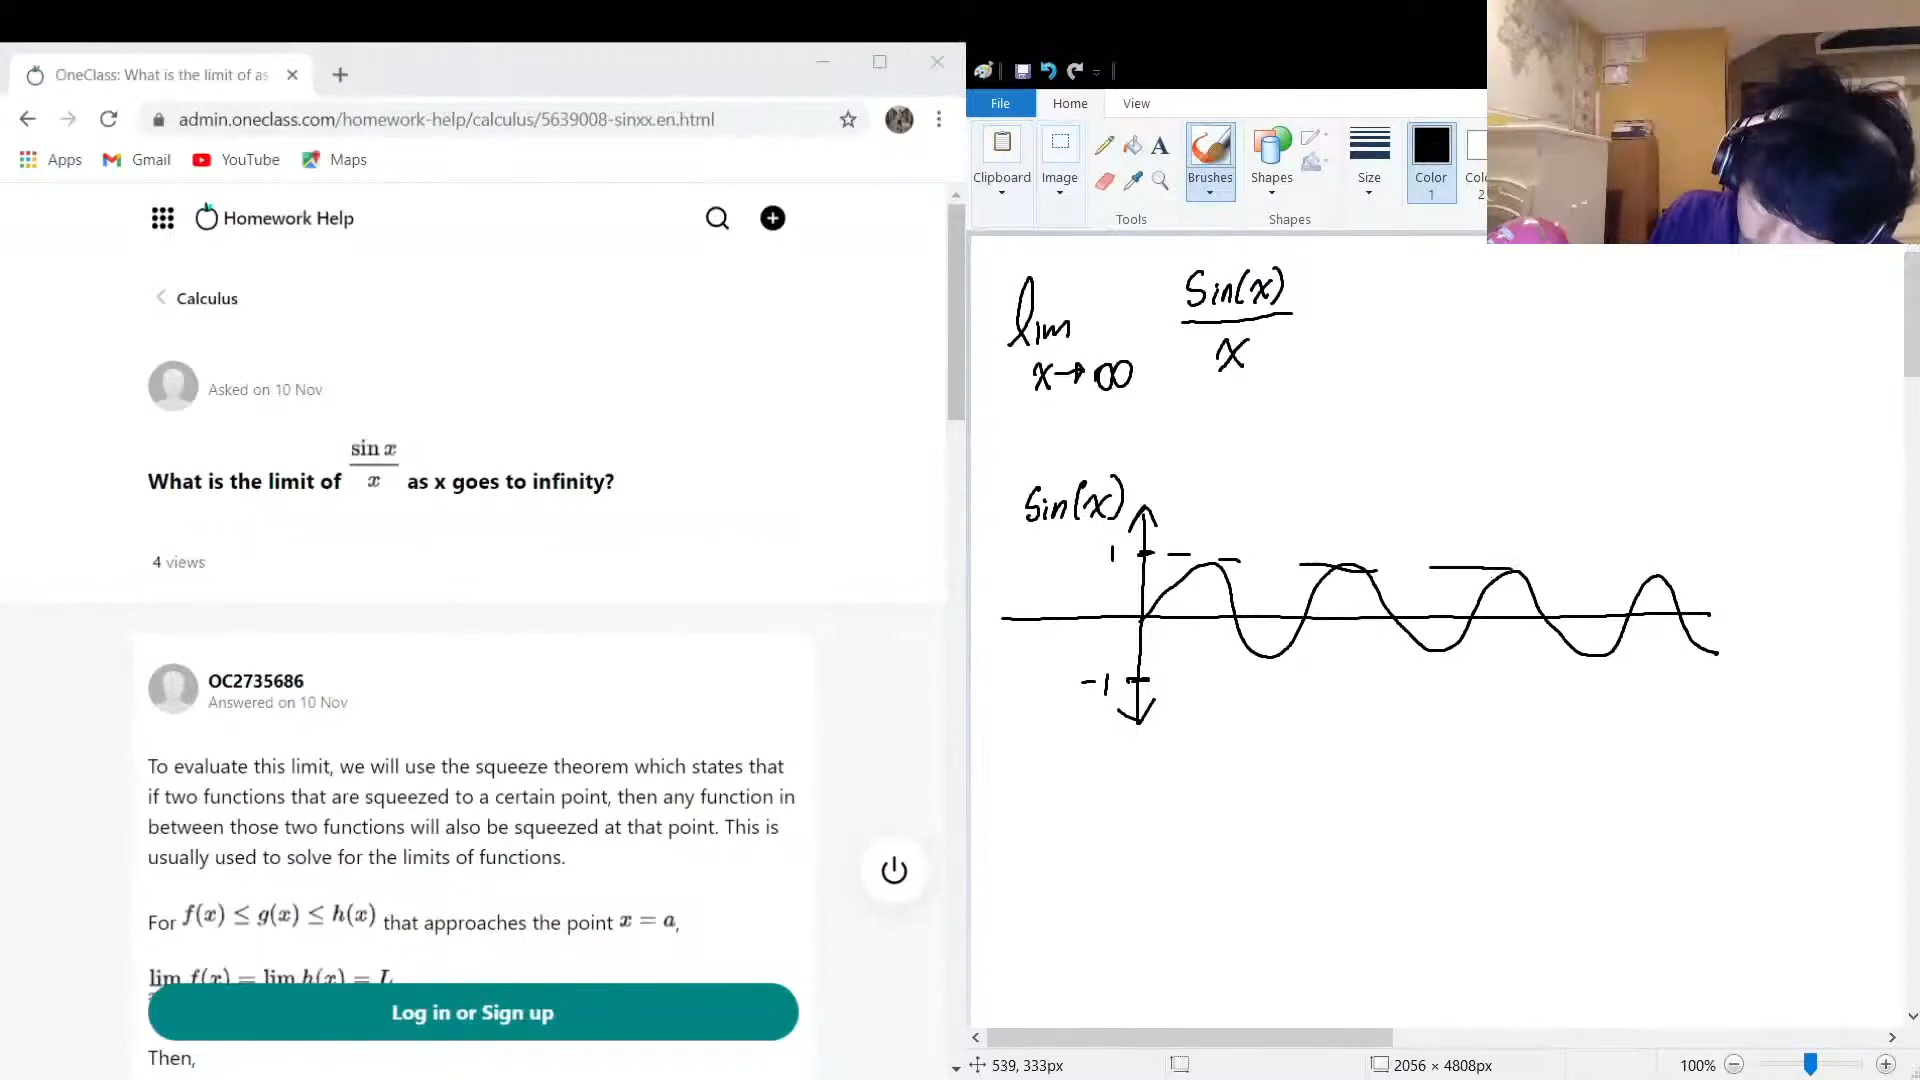 OneClass: What is the limit of as
admin.oneclass.com/homework-help/calculus/5639008-sinxx.en.html
Apps Gmail YouTube Maps
Homework Help
Calculus
Asked on 10 Nov
What is the limit of sin x / x as x goes to infinity?
4 views
OC2735686
Answered on 10 Nov
To evaluate this limit, we will use the squeeze theorem which states that
if two functions that are squeezed to a certain point, then any function in
between those two functions will also be squeezed at that point. This is
usually used to solve for the limits of functions.
For f(x) ≤ g(x) ≤ h(x) that approaches the point x = a,
lim f(x) = lim h(x) = L
Log in or Sign up
Then,
File Home View
Clipboard Image Brushes Shapes Size Color
1 2
Tools Shapes
lim x→∞ Sin(x) / x
Sin(x)
1
-1
539, 333px 2056 × 4808px 100%